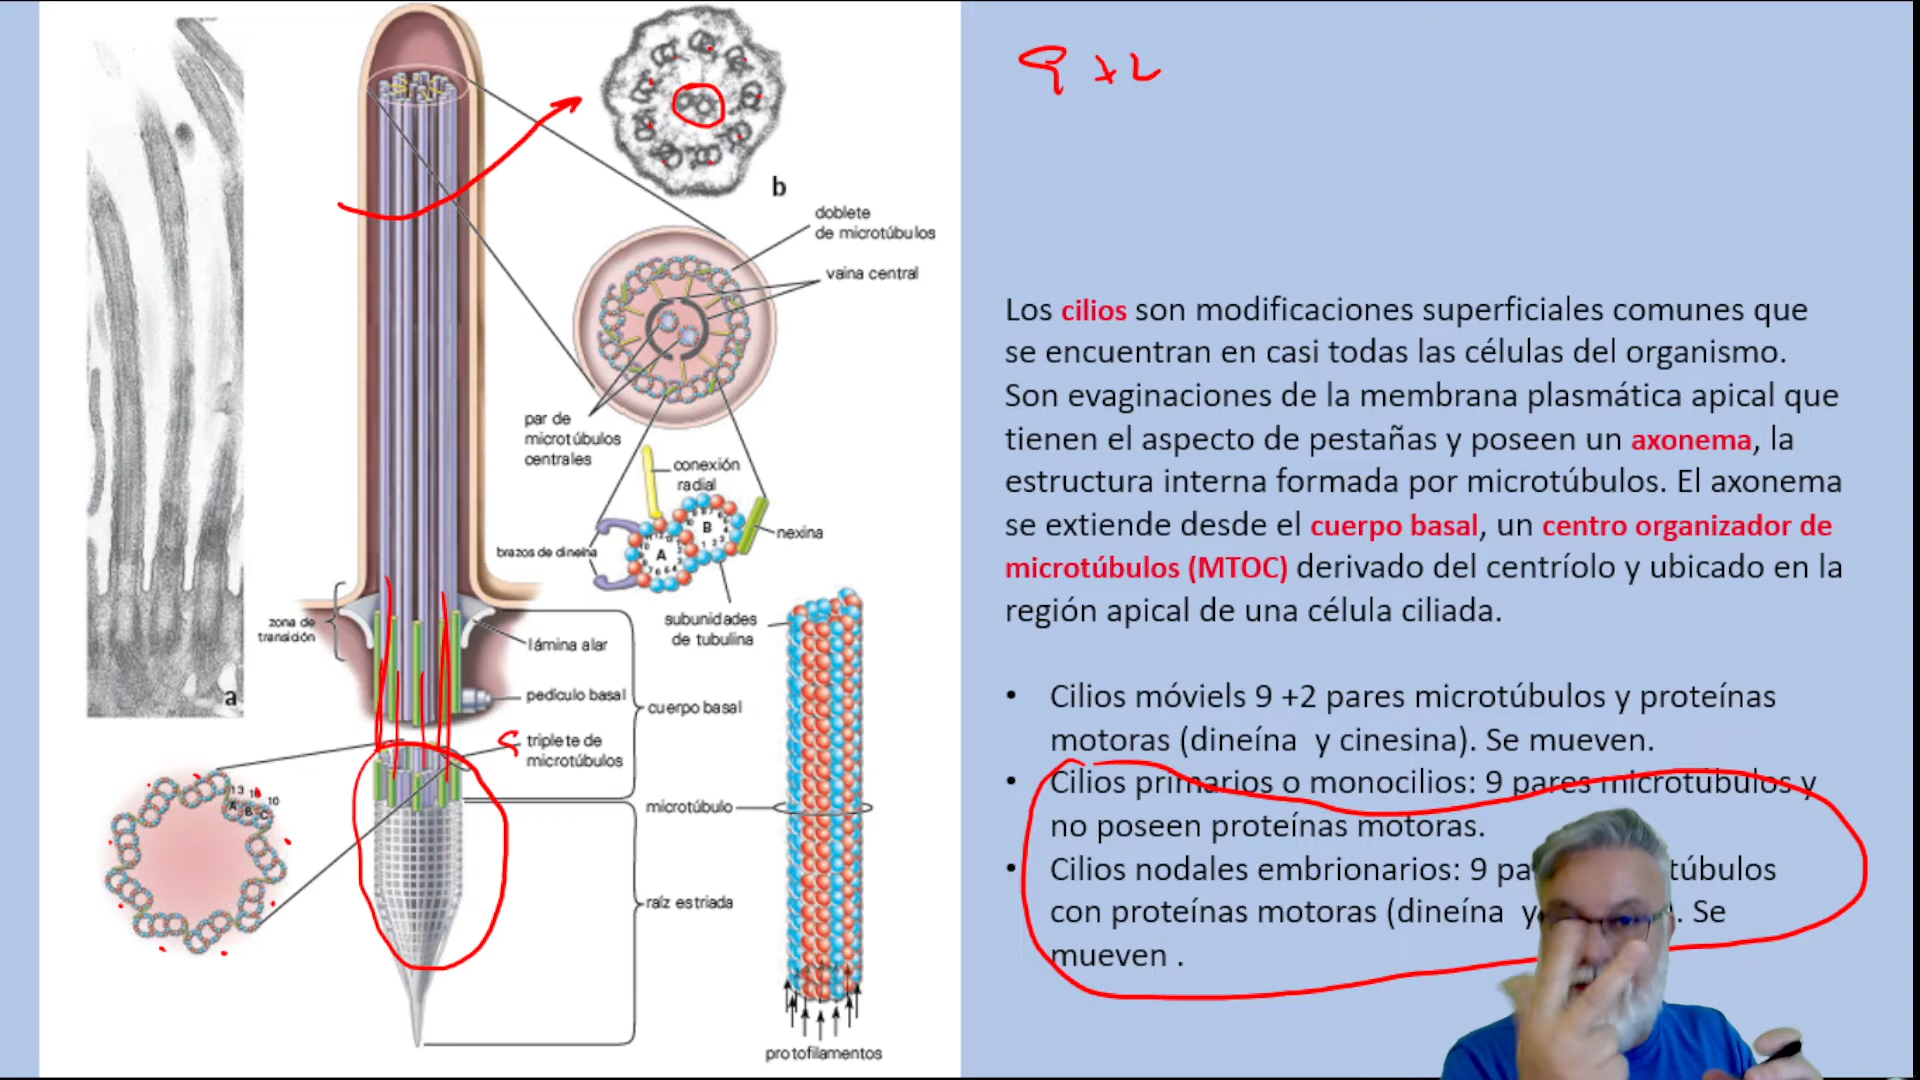 9 + 2
b
doblete
de microtúbulos
vaina central
par de
microtúbulos
centrales
conexión
radial
B
A
nexina
brazos de dineína
subunidades
de tubulina
zona de
transición
lámina alar
a
pedículo basal
cuerpo basal
9 triplete de
microtúbulos
13 10
A B C
microtúbulo
raíz estriada
protofilamentos
Los cilios son modificaciones superficiales comunes que
se encuentran en casi todas las células del organismo.
Son evaginaciones de la membrana plasmática apical que
tienen el aspecto de pestañas y poseen un axonema, la
estructura interna formada por microtúbulos. El axonema
se extiende desde el cuerpo basal, un centro organizador de
microtúbulos (MTOC) derivado del centríolo y ubicado en la
región apical de una célula ciliada.
• Cilios móviels 9 +2 pares microtúbulos y proteínas
motoras (dineína y cinesina). Se mueven.
• Cilios primarios o monocilios: 9 pares microtúbulos y
no poseen proteínas motoras.
• Cilios nodales embrionarios: 9 pa túbulos
con proteínas motoras (dineína y . Se
mueven .